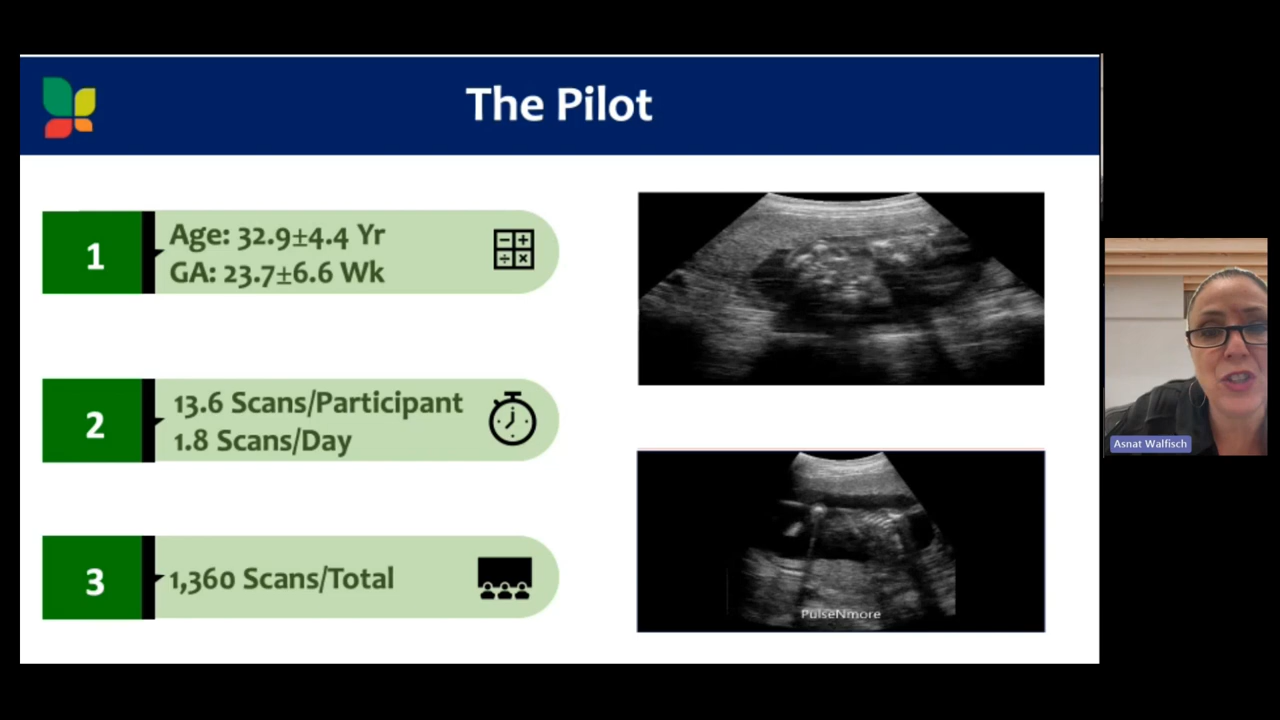 The Pilot
1
Age: 32.9±4.4 Yr
GA: 23.7±6.6 Wk
2
13.6 Scans/Participant
1.8 Scans/Day
3
1,360 Scans/Total
PulseNmore
Asnat Walfisch